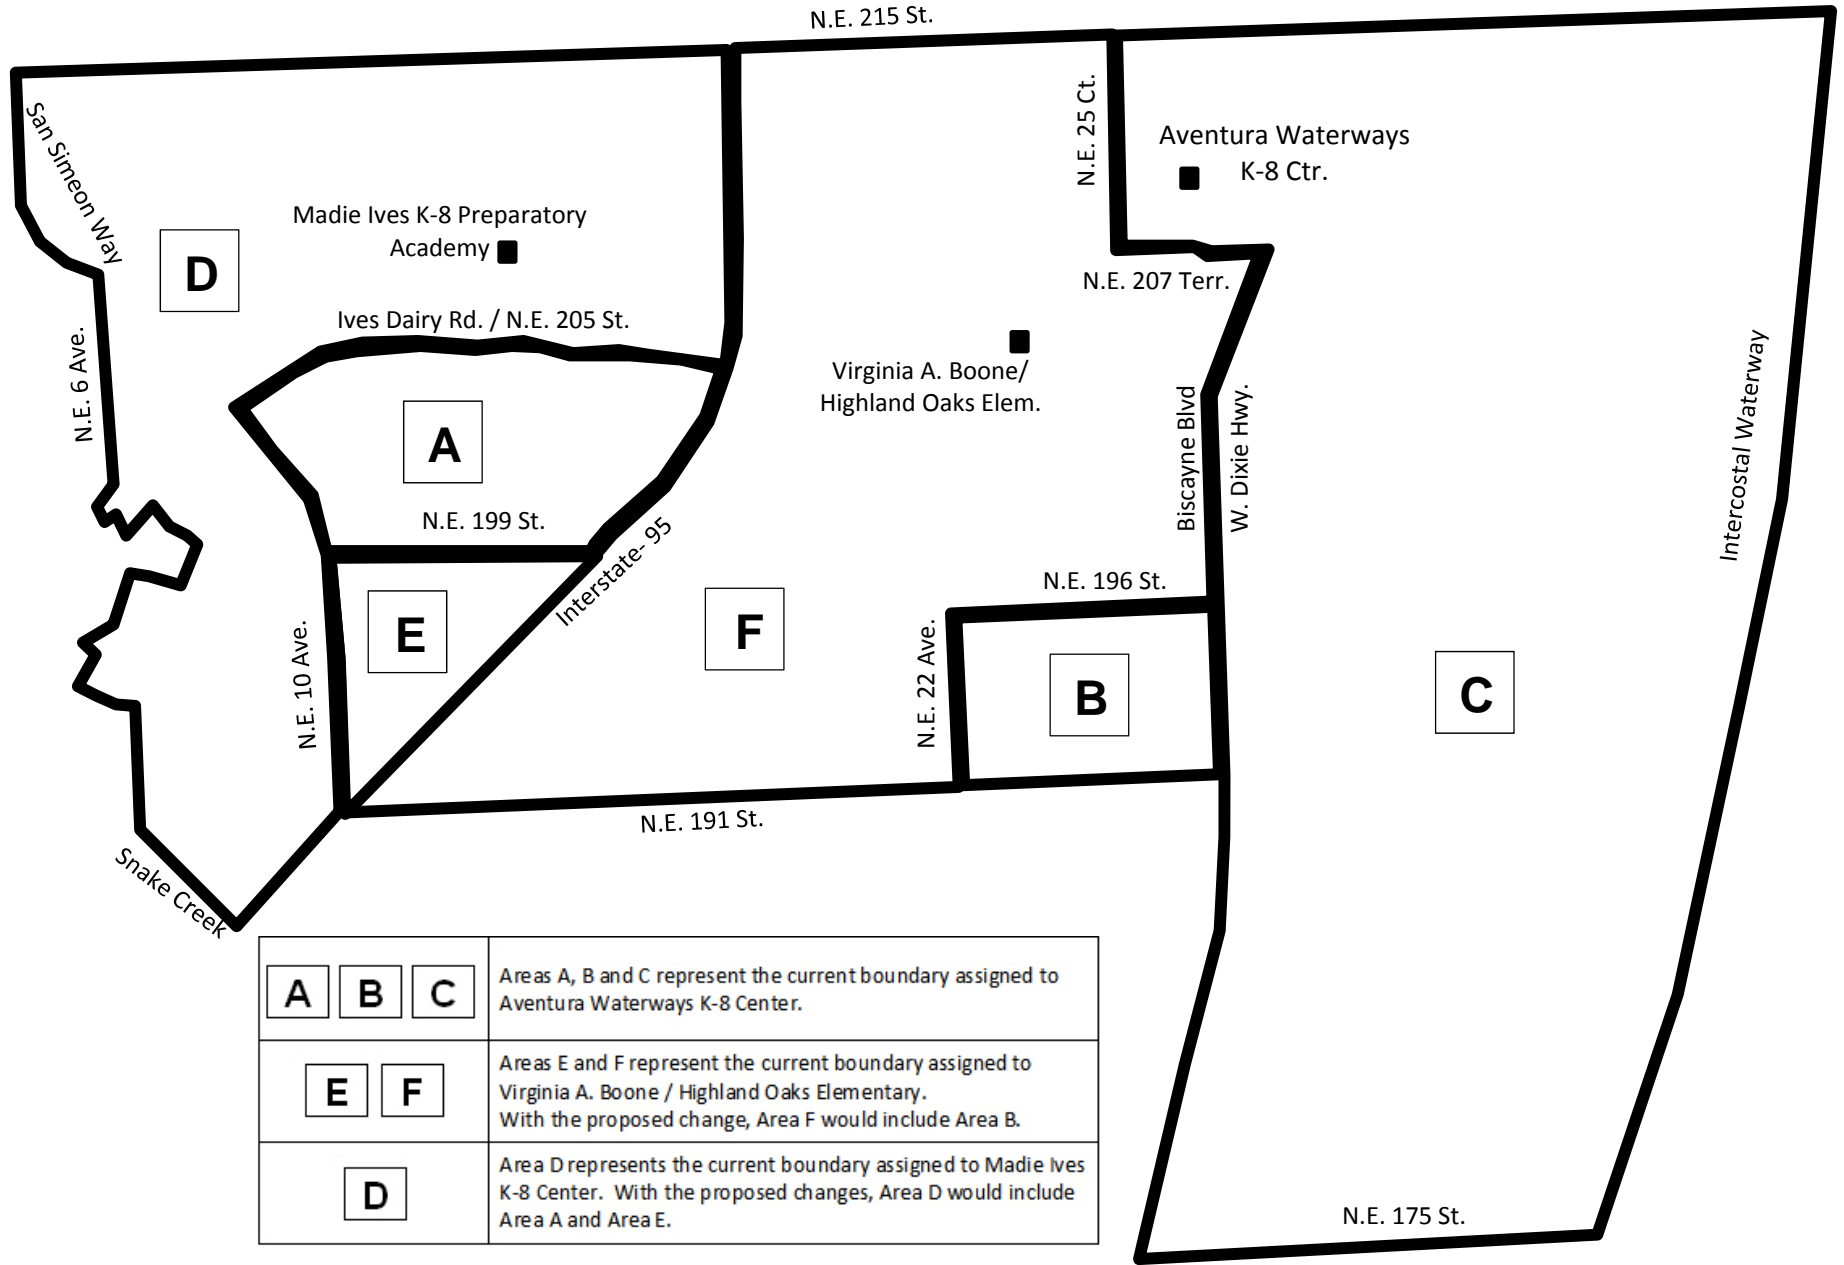 N.E. 215 St.
San Simeon Way
N.E. 25 Ct.
Aventura Waterways
K-8 Ctr.
Madie Ives K-8 Preparatory
Academy
D
N.E. 207 Terr.
Ives Dairy Rd. / N.E. 205 St.
N.E. 6 Ave.
Virginia A. Boone/
Highland Oaks Elem.
A
Biscayne Blvd
W. Dixie Hwy.
Intercostal Waterway
N.E. 199 St.
Interstate- 95
N.E. 196 St.
E
F
N.E. 10 Ave.
N.E. 22 Ave.
B
C
N.E. 191 St.
Snake Creek
A B C
Areas A, B and C represent the current boundary assigned to
Aventura Waterways K-8 Center.
E F
Areas E and F represent the current boundary assigned to
Virginia A. Boone / Highland Oaks Elementary.
With the proposed change, Area F would include Area B.
D
Area D represents the current boundary assigned to Madie Ives
K-8 Center. With the proposed changes, Area D would include
Area A and Area E.
N.E. 175 St.